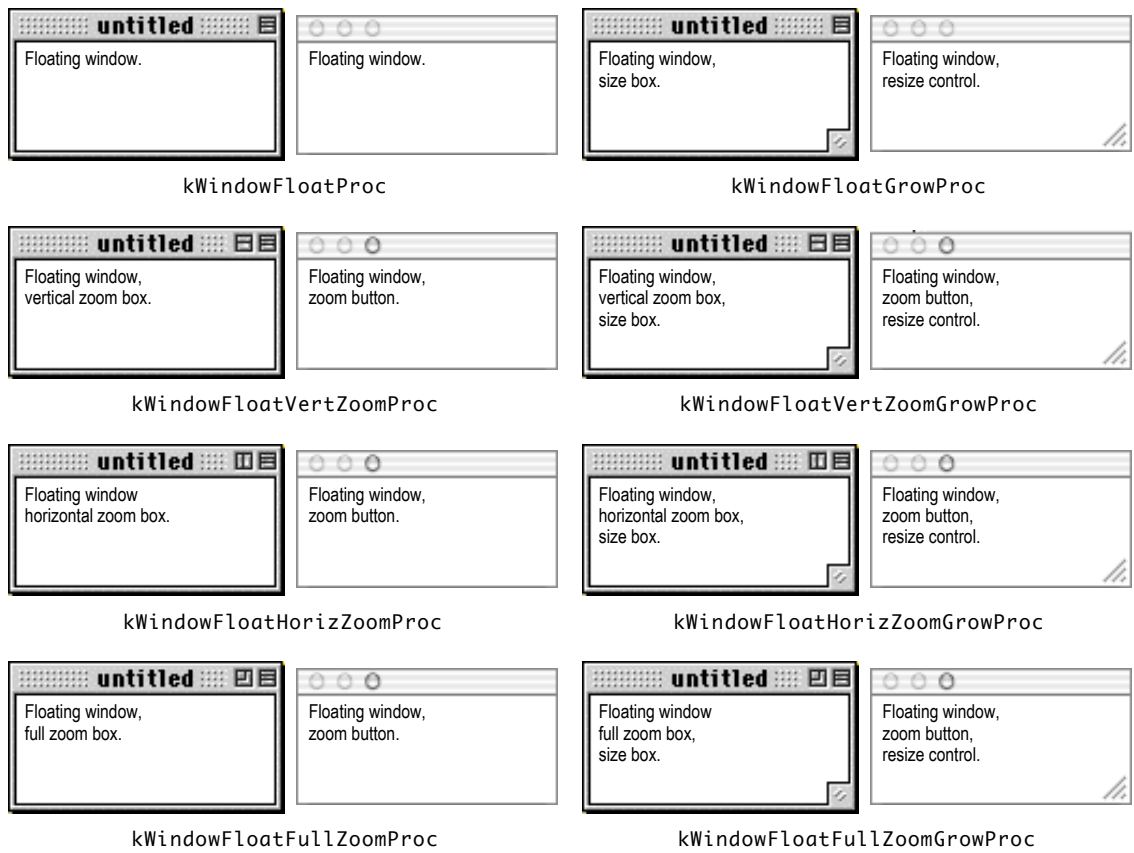 untitled
Floating window.
Floating window.
kWindowFloatProc
untitled
Floating window,
size box.
Floating window,
resize control.
kWindowFloatGrowProc
untitled
Floating window,
vertical zoom box.
Floating window,
zoom button.
kWindowFloatVertZoomProc
untitled
Floating window,
vertical zoom box,
size box.
Floating window,
zoom button,
resize control.
kWindowFloatVertZoomGrowProc
untitled
Floating window
horizontal zoom box.
Floating window,
zoom button.
kWindowFloatHorizZoomProc
untitled
Floating window,
horizontal zoom box,
size box.
Floating window,
zoom button,
resize control.
kWindowFloatHorizZoomGrowProc
untitled
Floating window,
full zoom box.
Floating window,
zoom button.
kWindowFloatFullZoomProc
untitled
Floating window
full zoom box,
size box.
Floating window,
zoom button,
resize control.
kWindowFloatFullZoomGrowProc